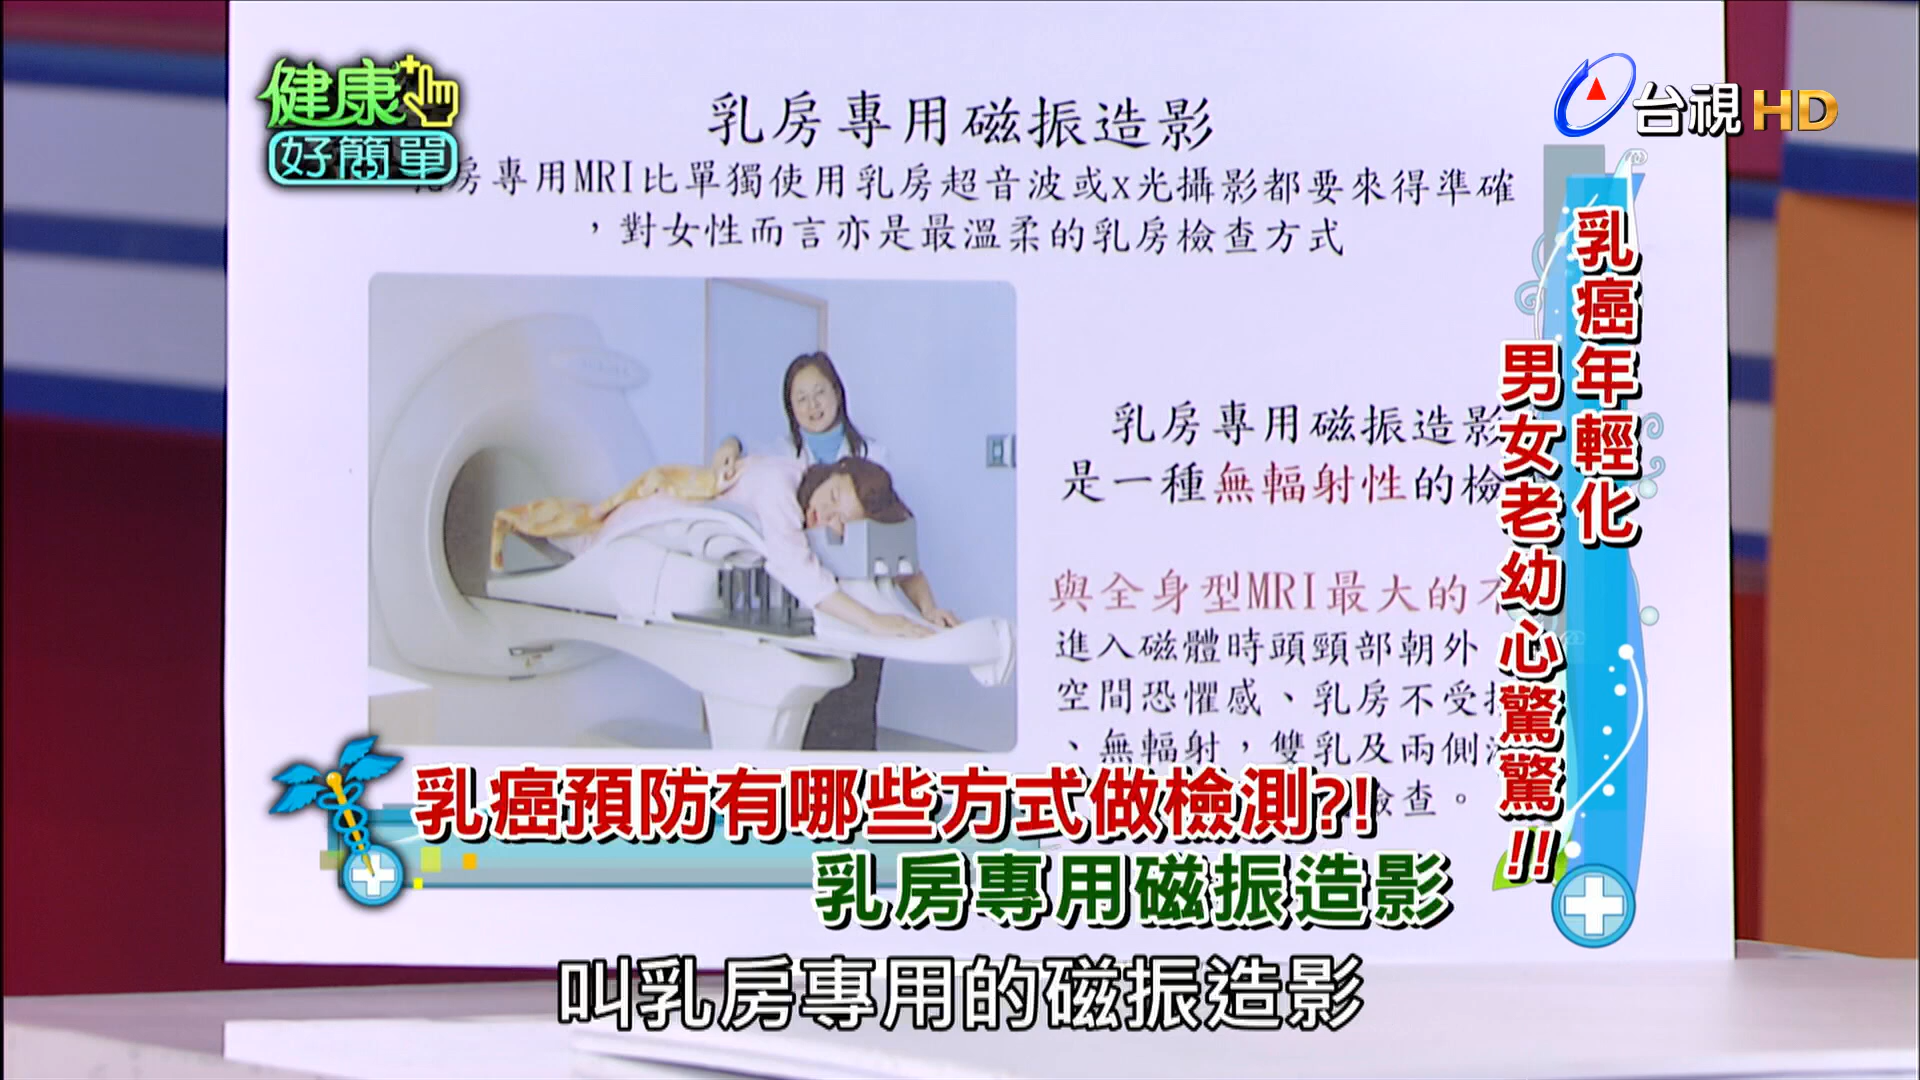 健康
好簡單
台視HD
乳房專用磁振造影
房專用MRI比單獨使用乳房超音波或x光攝影都要來得準確
，對女性而言亦是最溫柔的乳房檢查方式
乳癌年輕化
男女老幼心驚驚!!
乳房專用磁振造影
是一種無輻射性的檢
與全身型MRI最大的不
進入磁體時頭頸部朝外
空間恐懼感、乳房不受
、無輻射，雙乳及兩側
檢查。
乳癌預防有哪些方式做檢測?!
乳房專用磁振造影
叫乳房專用的磁振造影